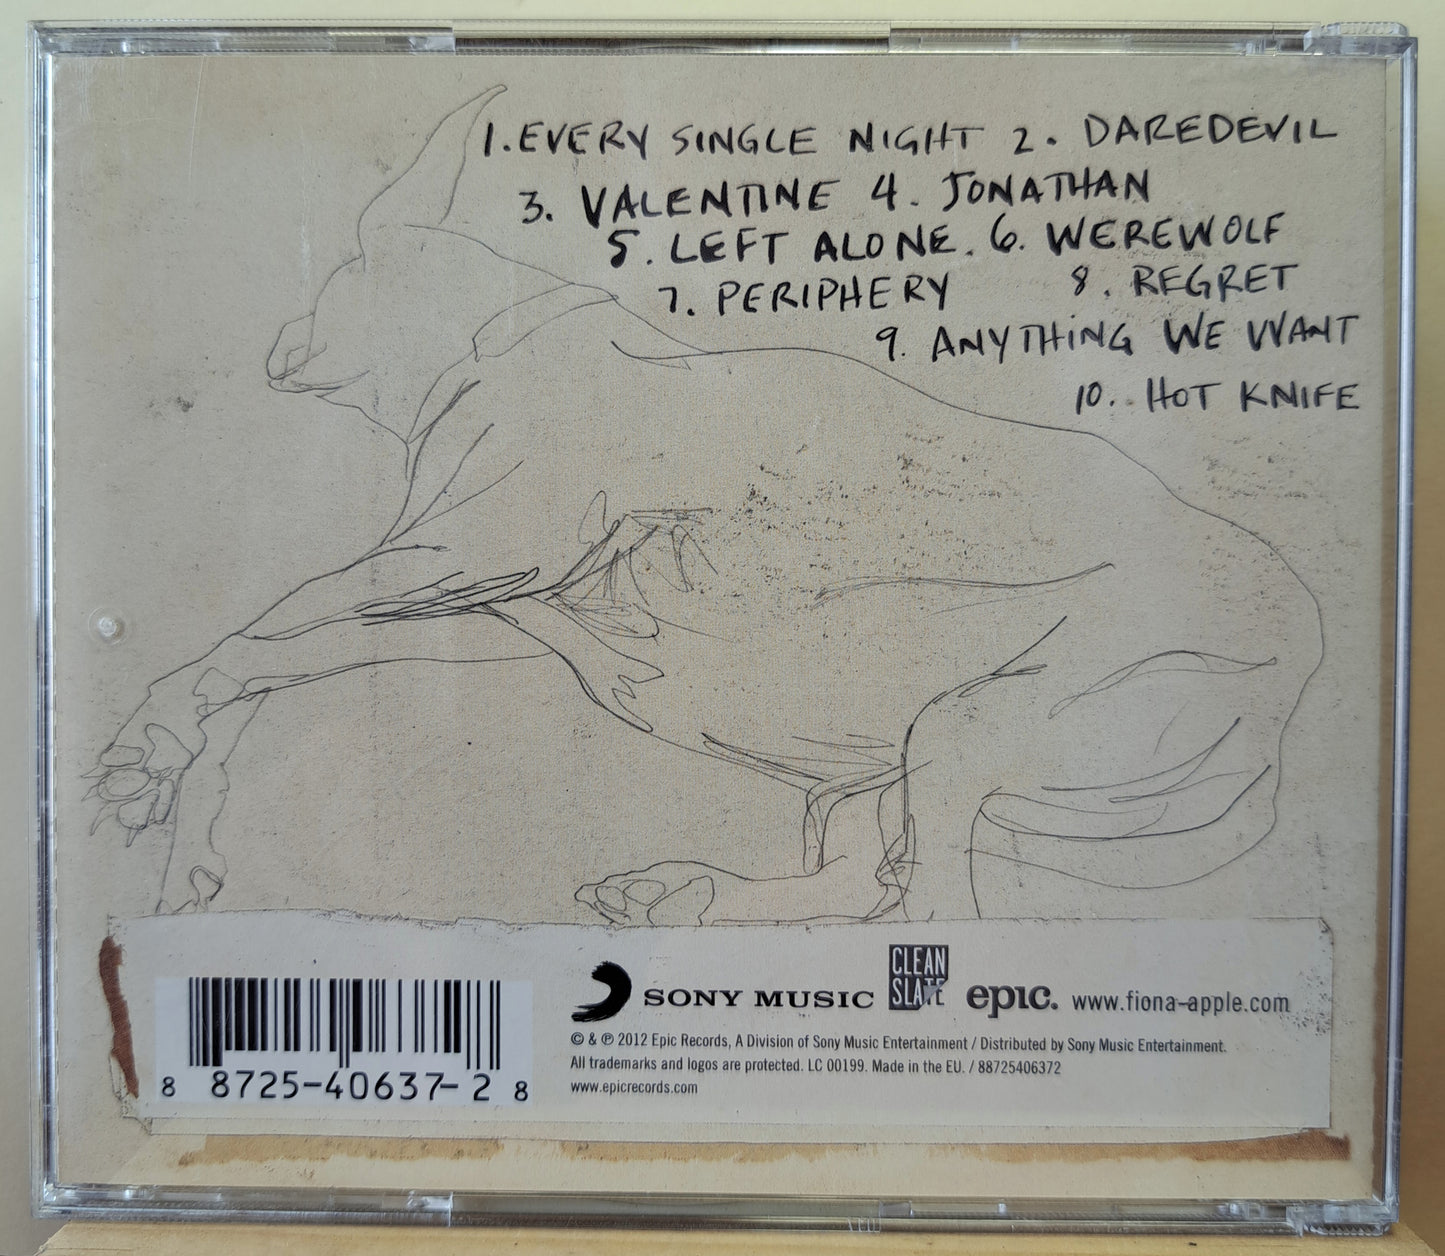 1. EVERY SINGLE NIGHT 2. DAREDEVIL
3. VALENTINE 4. JONATHAN
5. LEFT ALONE. 6. WEREWOLF
7. PERIPHERY 8. REGRET
9. ANYTHING WE WANT
10.. HOT KNIFE
8 8725-40637-2 8
SONY MUSIC CLEAN SLATE epic. www.fiona-apple.com
© & ℗ 2012 Epic Records, A Division of Sony Music Entertainment / Distributed by Sony Music Entertainment.
All trademarks and logos are protected. LC 00199. Made in the EU. / 88725406372
www.epicrecords.com